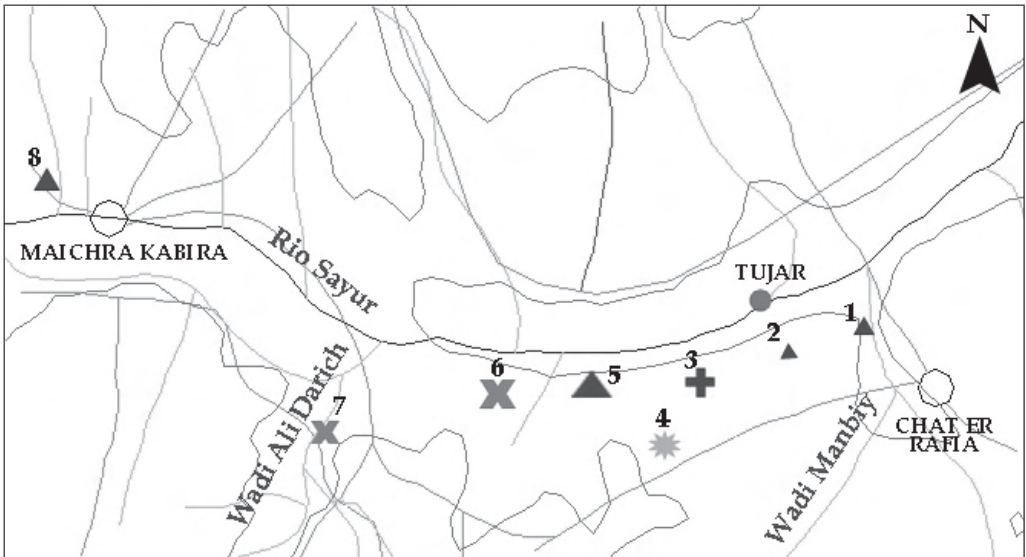 N
8
MAICHRA KABIRA
Rio Sayur
TUJAR
1
2
3
4
5
6
7
Wadi Ali Darich
Wadi Manbiy
CHAT ER
RAFIA